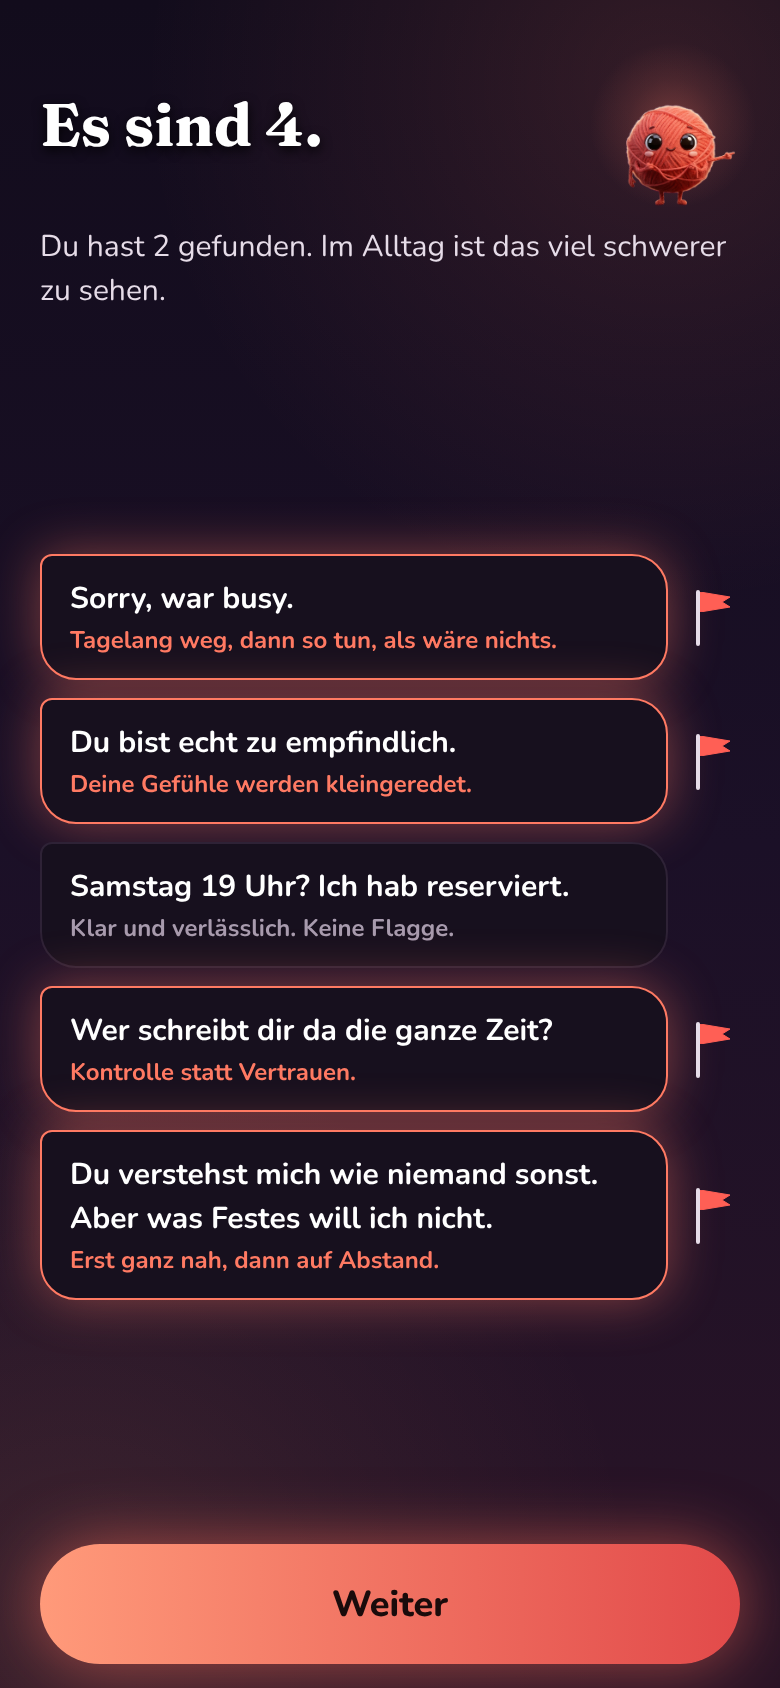 Es sind 4.
Du hast 2 gefunden. Im Alltag ist das viel schwerer
zu sehen.
Sorry, war busy.
Tagelang weg, dann so tun, als wäre nichts.
Du bist echt zu empfindlich.
Deine Gefühle werden kleingeredet.
Samstag 19 Uhr? Ich hab reserviert.
Klar und verlässlich. Keine Flagge.
Wer schreibt dir da die ganze Zeit?
Kontrolle statt Vertrauen.
Du verstehst mich wie niemand sonst.
Aber was Festes will ich nicht.
Erst ganz nah, dann auf Abstand.
Weiter